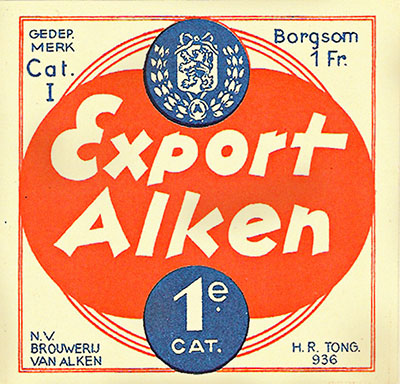 GEDEP.
MERK
Cat.
I
Borgsom
1 Fr.
A
Export
Alken
1e
CAT.
N.V.
BROUWERIJ
VAN ALKEN
H.R. TONG.
936